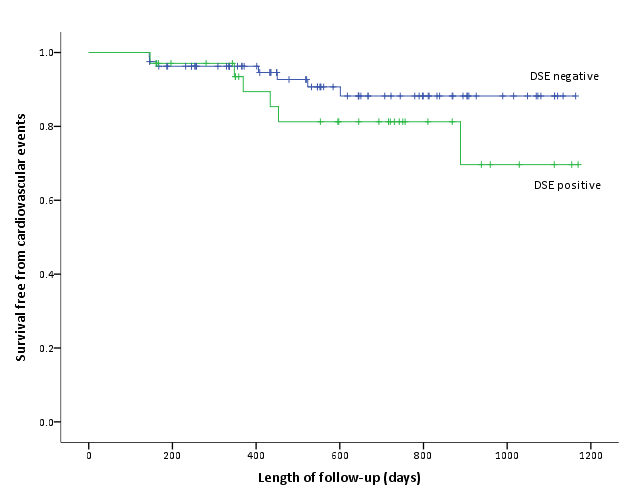 Survival free from cardiovascular events
1.0
0.8
0.6
0.4
0.2
0.0
DSE negative
DSE positive
0 200 400 600 800 1000 1200
Length of follow-up (days)